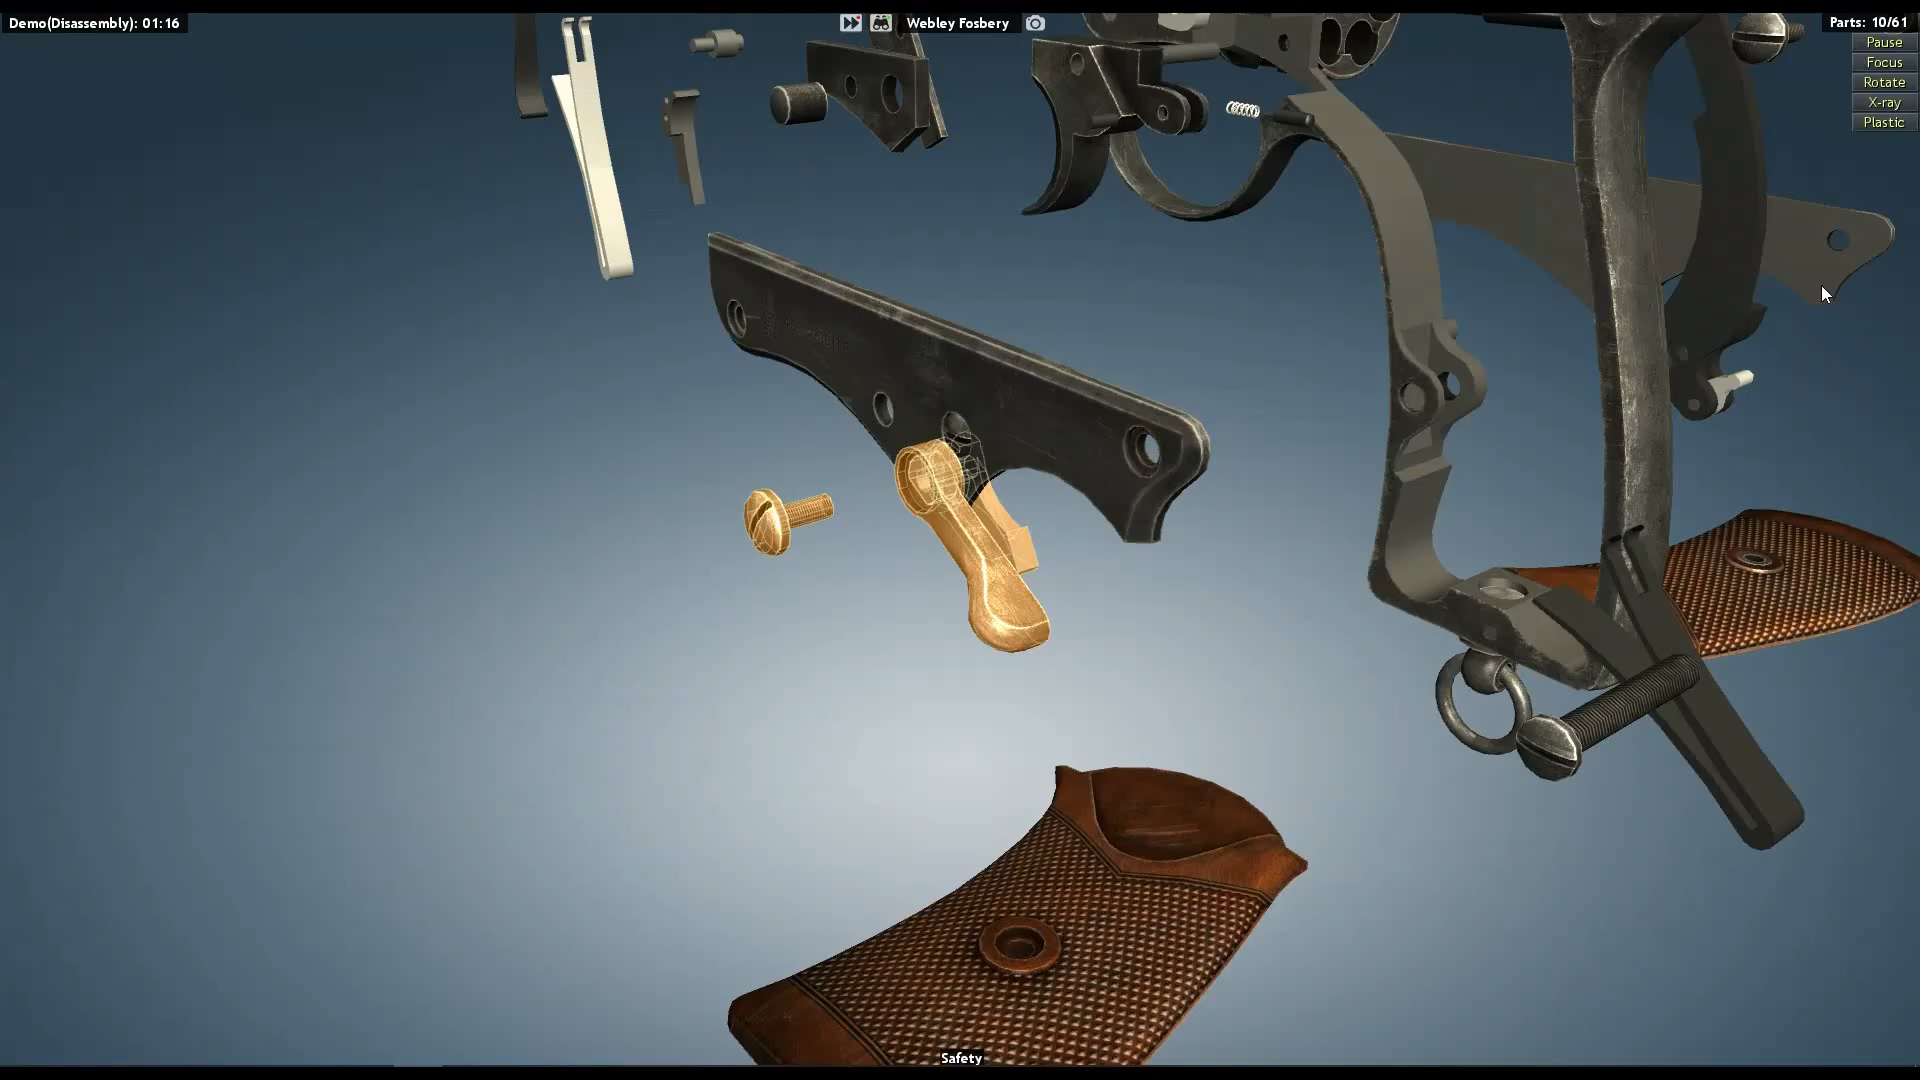 Demo(Disassembly): 01:16
Webley Fosbery
Parts: 10/61
Pause
Focus
Rotate
X-ray
Plastic
Safety